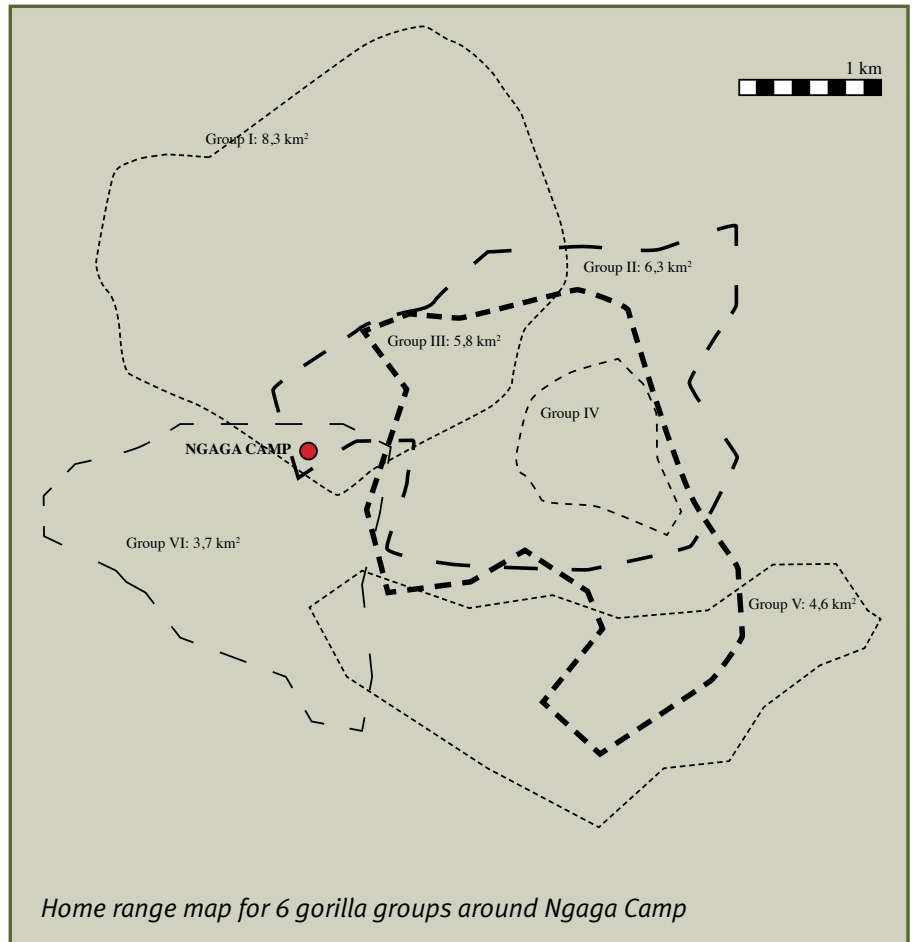 1 km
Group I: 8,3 km²
Group II: 6,3 km²
Group III: 5,8 km²
Group IV
NGAGA CAMP
Group VI: 3,7 km²
Group V: 4,6 km²
Home range map for 6 gorilla groups around Ngaga Camp